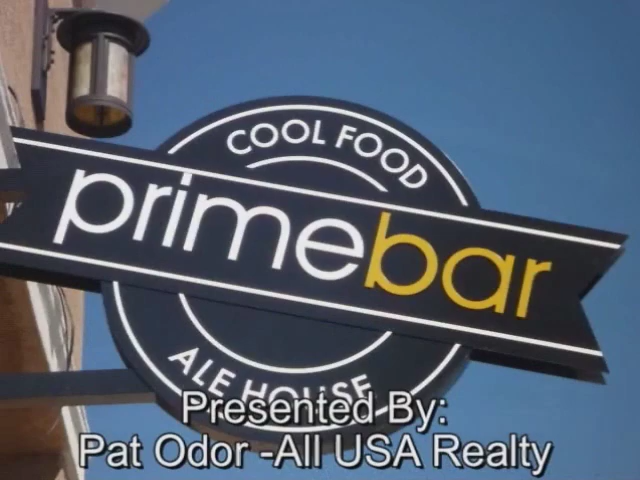 COOL FOOD
primebar
ALE HOUSE
Presented By:
Pat Odor -All USA Realty